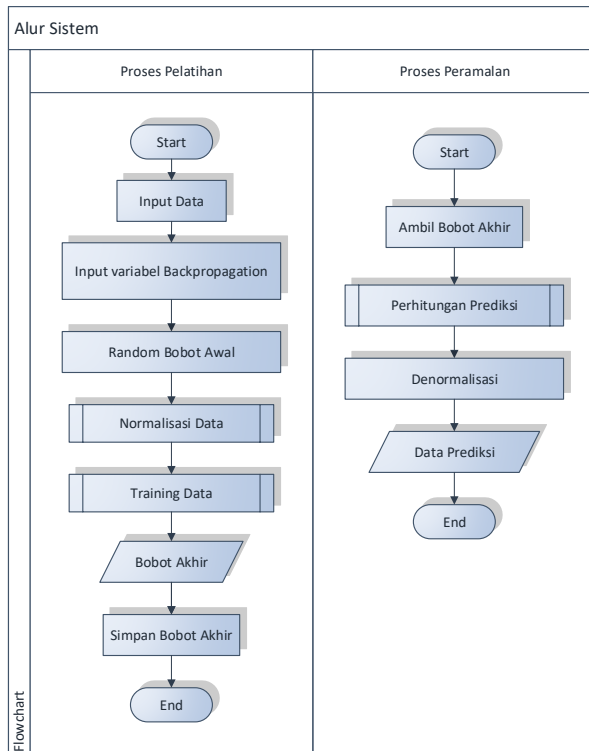 Alur Sistem
Proses Pelatihan
Start
Input Data
Input variabel Backpropagation
Random Bobot Awal
Normalisasi Data
Training Data
Bobot Akhir
Simpan Bobot Akhir
End
Proses Peramalan
Start
Ambil Bobot Akhir
Perhitungan Prediksi
Denormalisasi
Data Prediksi
End
Flowchart